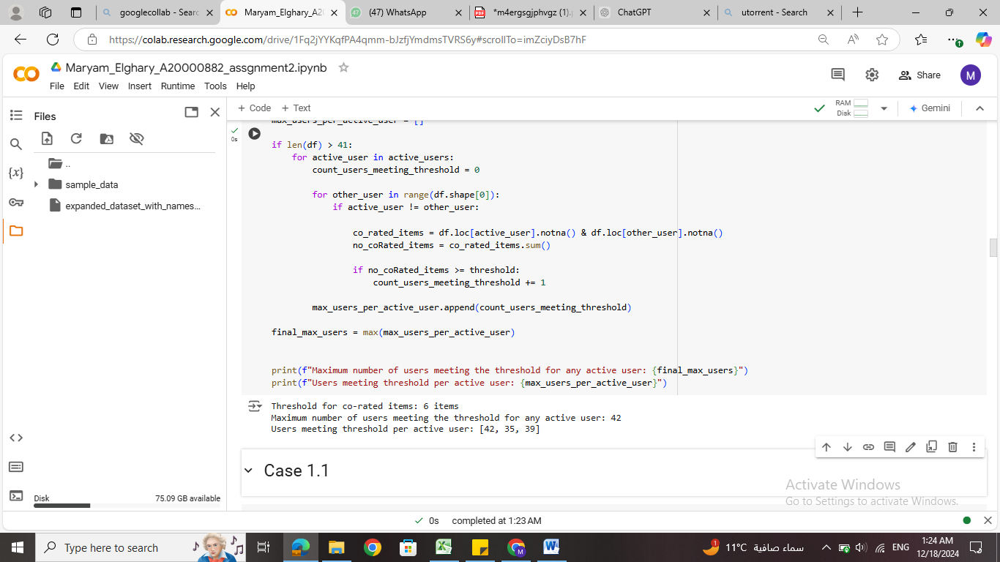 googlecollab - Searc
Maryam_Elghary_A2
(47) WhatsApp
*m4ergsgjphvgz (1).p
ChatGPT
utorrent - Search
https://colab.research.google.com/drive/1Fq2jYYKqfPA4qmm-bJzfjYmdmsTVRS6y#scrollTo=imZciyDsB7hF
Maryam_Elghary_A20000882_assgnment2.ipynb
File Edit View Insert Runtime Tools Help
Share
M
Files
+ Code + Text
RAM
Disk
Gemini
..
sample_data
expanded_dataset_with_names...
{x}
0s
max_users_per_active_user = []
if len(df) > 41:
for active_user in active_users:
count_users_meeting_threshold = 0
for other_user in range(df.shape[0]):
if active_user != other_user:
co_rated_items = df.loc[active_user].notna() & df.loc[other_user].notna()
no_coRated_items = co_rated_items.sum()
if no_coRated_items >= threshold:
count_users_meeting_threshold += 1
max_users_per_active_user.append(count_users_meeting_threshold)
final_max_users = max(max_users_per_active_user)
print(f"Maximum number of users meeting the threshold for any active user: {final_max_users}")
print(f"Users meeting threshold per active user: {max_users_per_active_user}")
Threshold for co-rated items: 6 items
Maximum number of users meeting the threshold for any active user: 42
Users meeting threshold per active user: [42, 35, 39]
Case 1.1
Activate Windows
Go to Settings to activate Windows.
Disk 75.09 GB available
0s completed at 1:23 AM
Type here to search
11°C سماء صافية
ENG
1:24 AM
12/18/2024